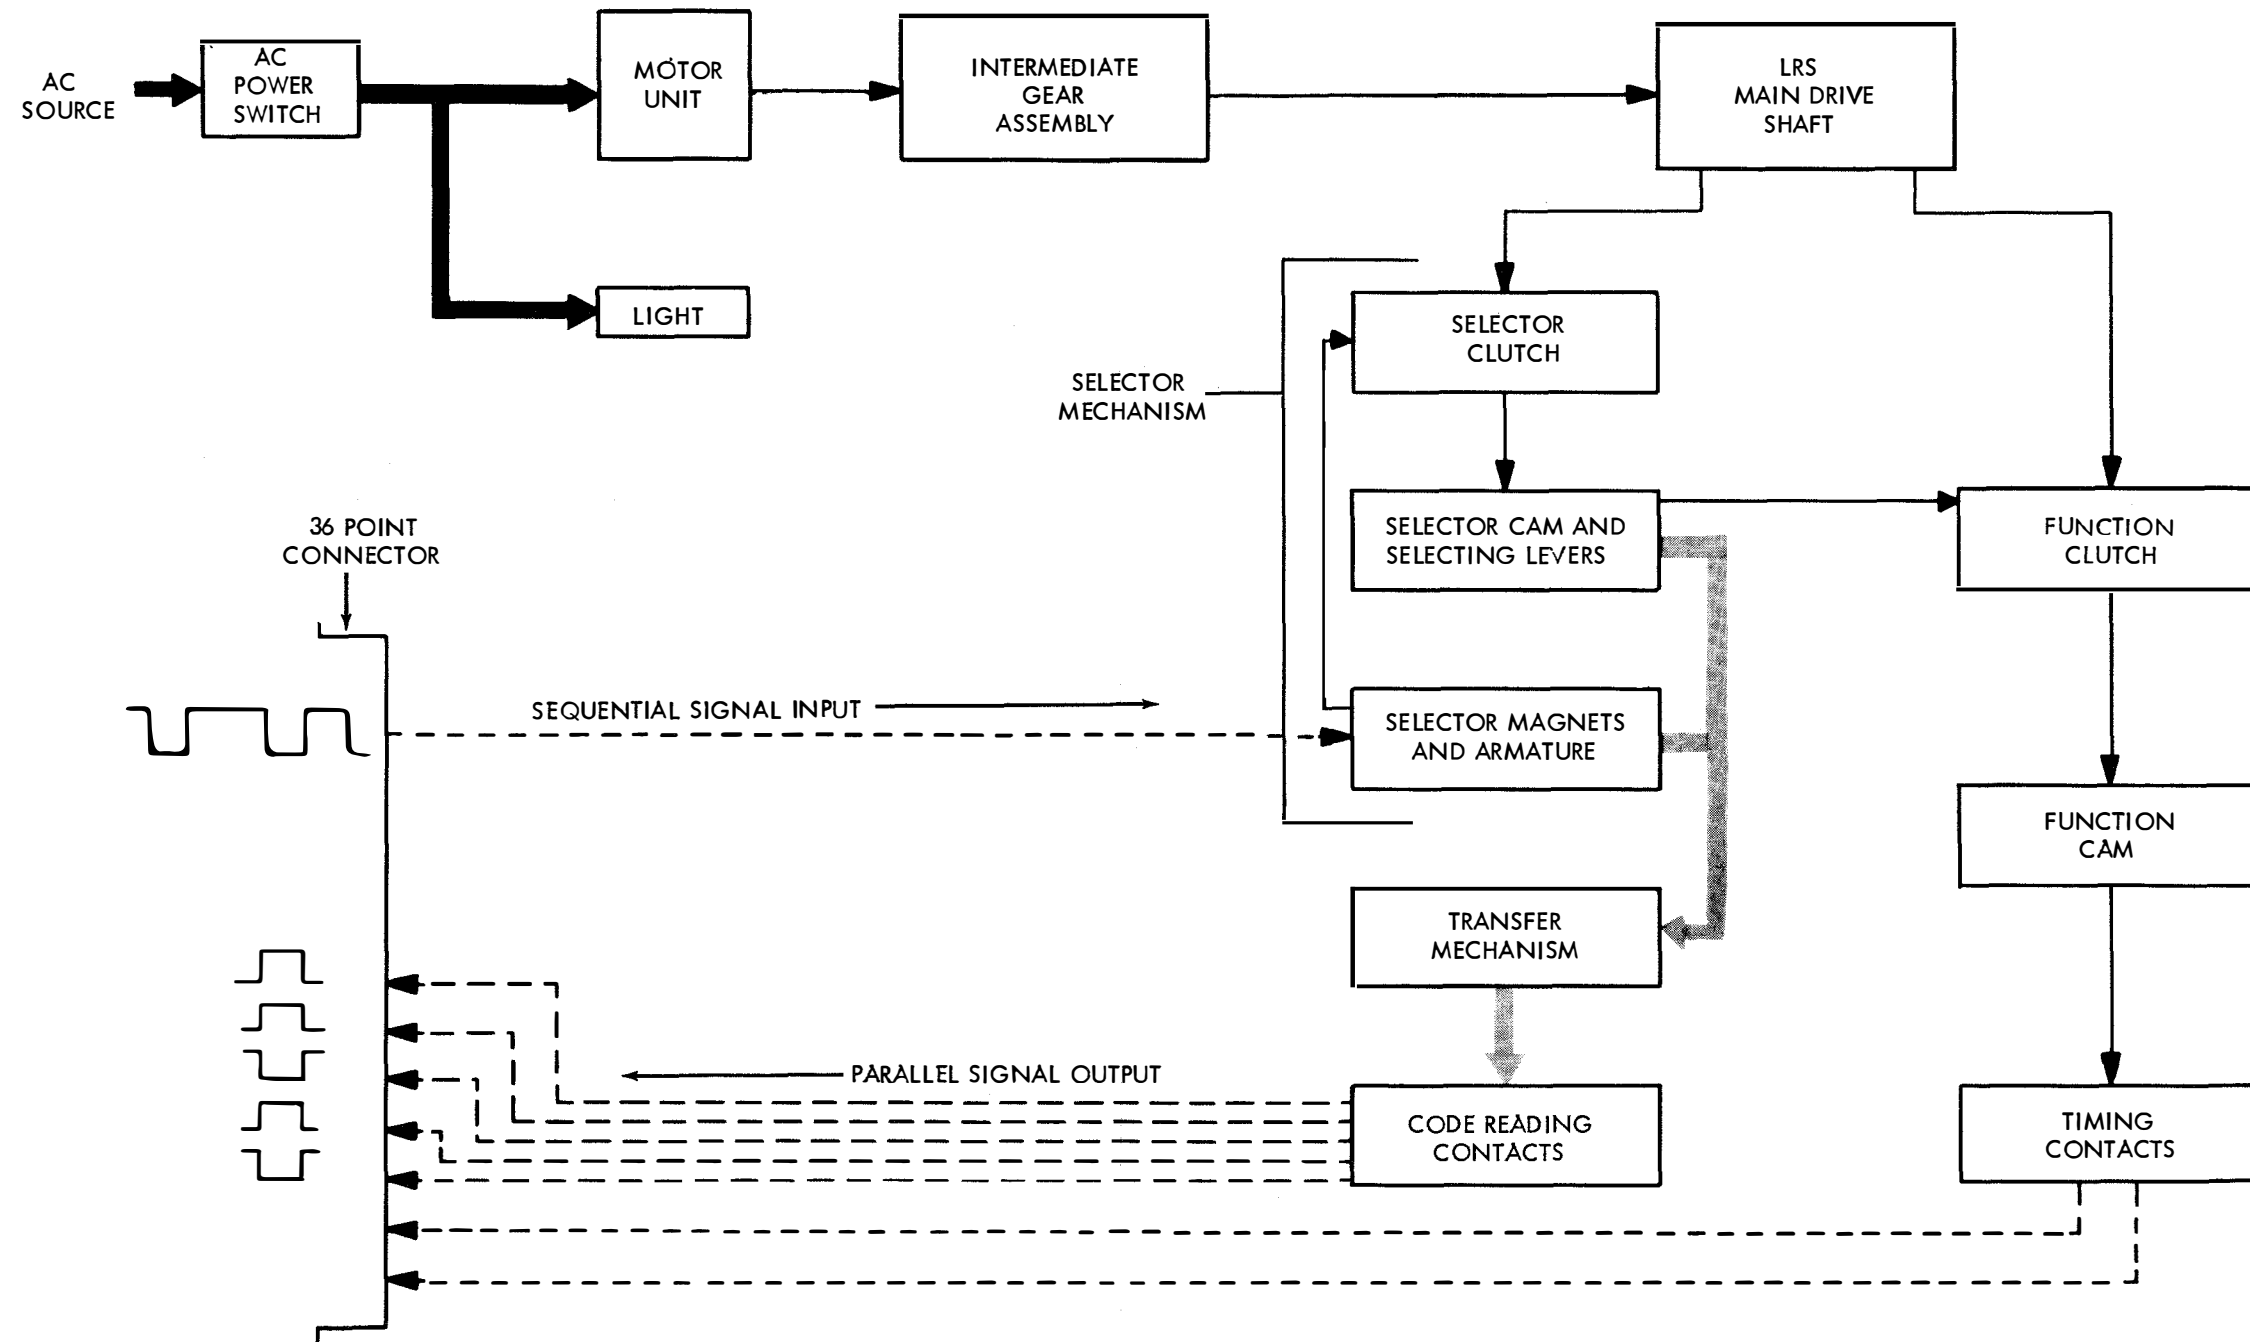 AC
SOURCE
AC
POWER
SWITCH
MOTOR
UNIT
INTERMEDIATE
GEAR
ASSEMBLY
LRS
MAIN DRIVE
SHAFT
LIGHT
SELECTOR
CLUTCH
SELECTOR
MECHANISM
SELECTOR CAM AND
SELECTING LEVERS
FUNCTION
CLUTCH
36 POINT
CONNECTOR
SEQUENTIAL SIGNAL INPUT
SELECTOR MAGNETS
AND ARMATURE
FUNCTION
CAM
TRANSFER
MECHANISM
PARALLEL SIGNAL OUTPUT
CODE READING
CONTACTS
TIMING
CONTACTS